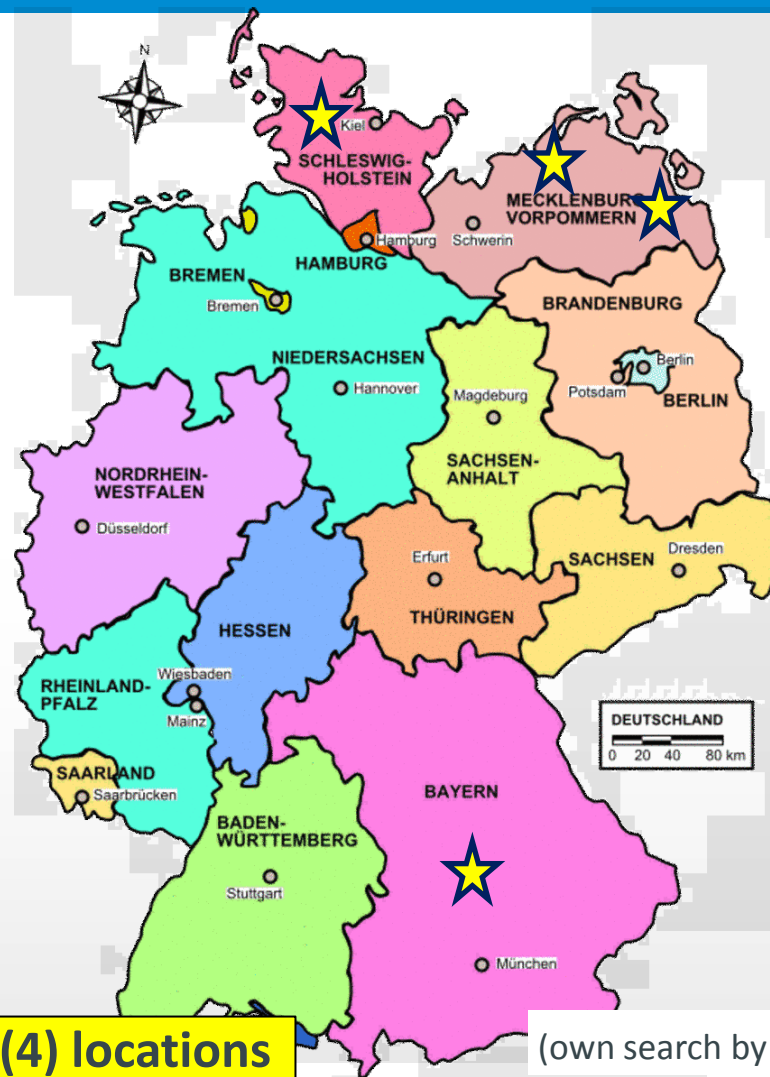 N
Kiel
SCHLESWIG-
HOLSTEIN
MECKLENBURG
VORPOMMERN
Schwerin
Hamburg
HAMBURG
BREMEN
Bremen
BRANDENBURG
NIEDERSACHSEN
Hannover
Magdeburg
Berlin
Potsdam
BERLIN
SACHSEN-
ANHALT
NORDRHEIN-
WESTFALEN
Düsseldorf
Erfurt
SACHSEN
Dresden
THÜRINGEN
HESSEN
Wiesbaden
Mainz
RHEINLAND-
PFALZ
SAARLAND
Saarbrücken
DEUTSCHLAND
0 20 40 80 km
BAYERN
BADEN-
WÜRTTEMBERG
Stuttgart
München
(4) locations
(own search by